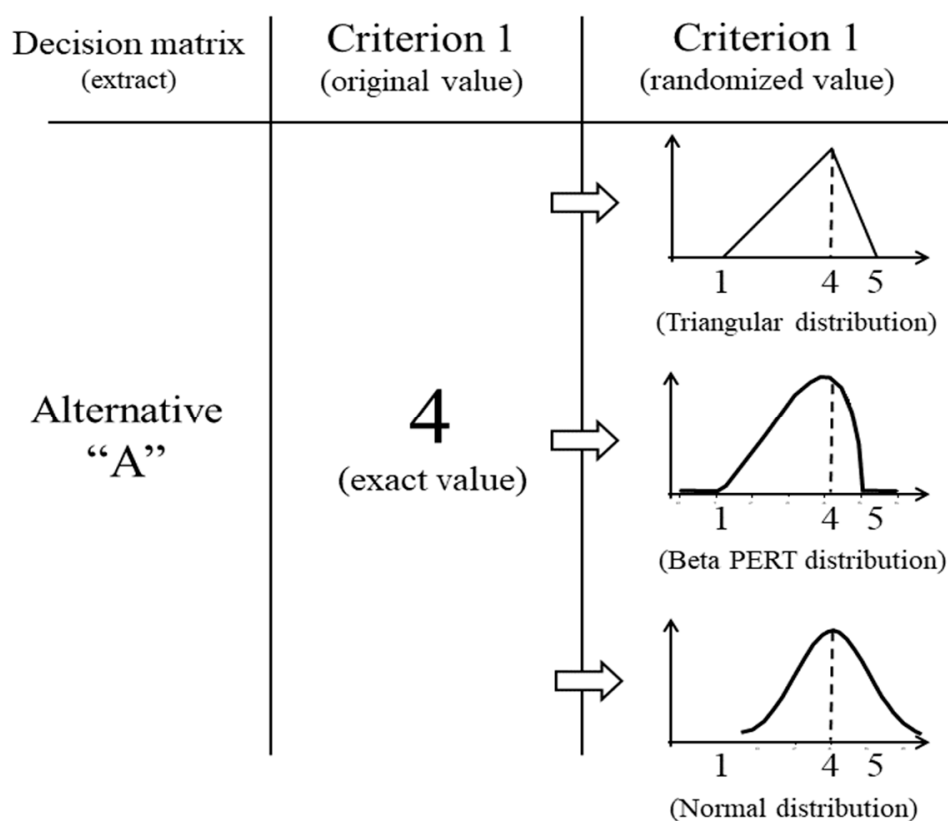 Decision matrix
(extract)
Criterion 1
(original value)
Criterion 1
(randomized value)
Alternative
“A”
4
(exact value)
1 4 5
(Triangular distribution)
1 4 5
(Beta PERT distribution)
1 4 5
(Normal distribution)